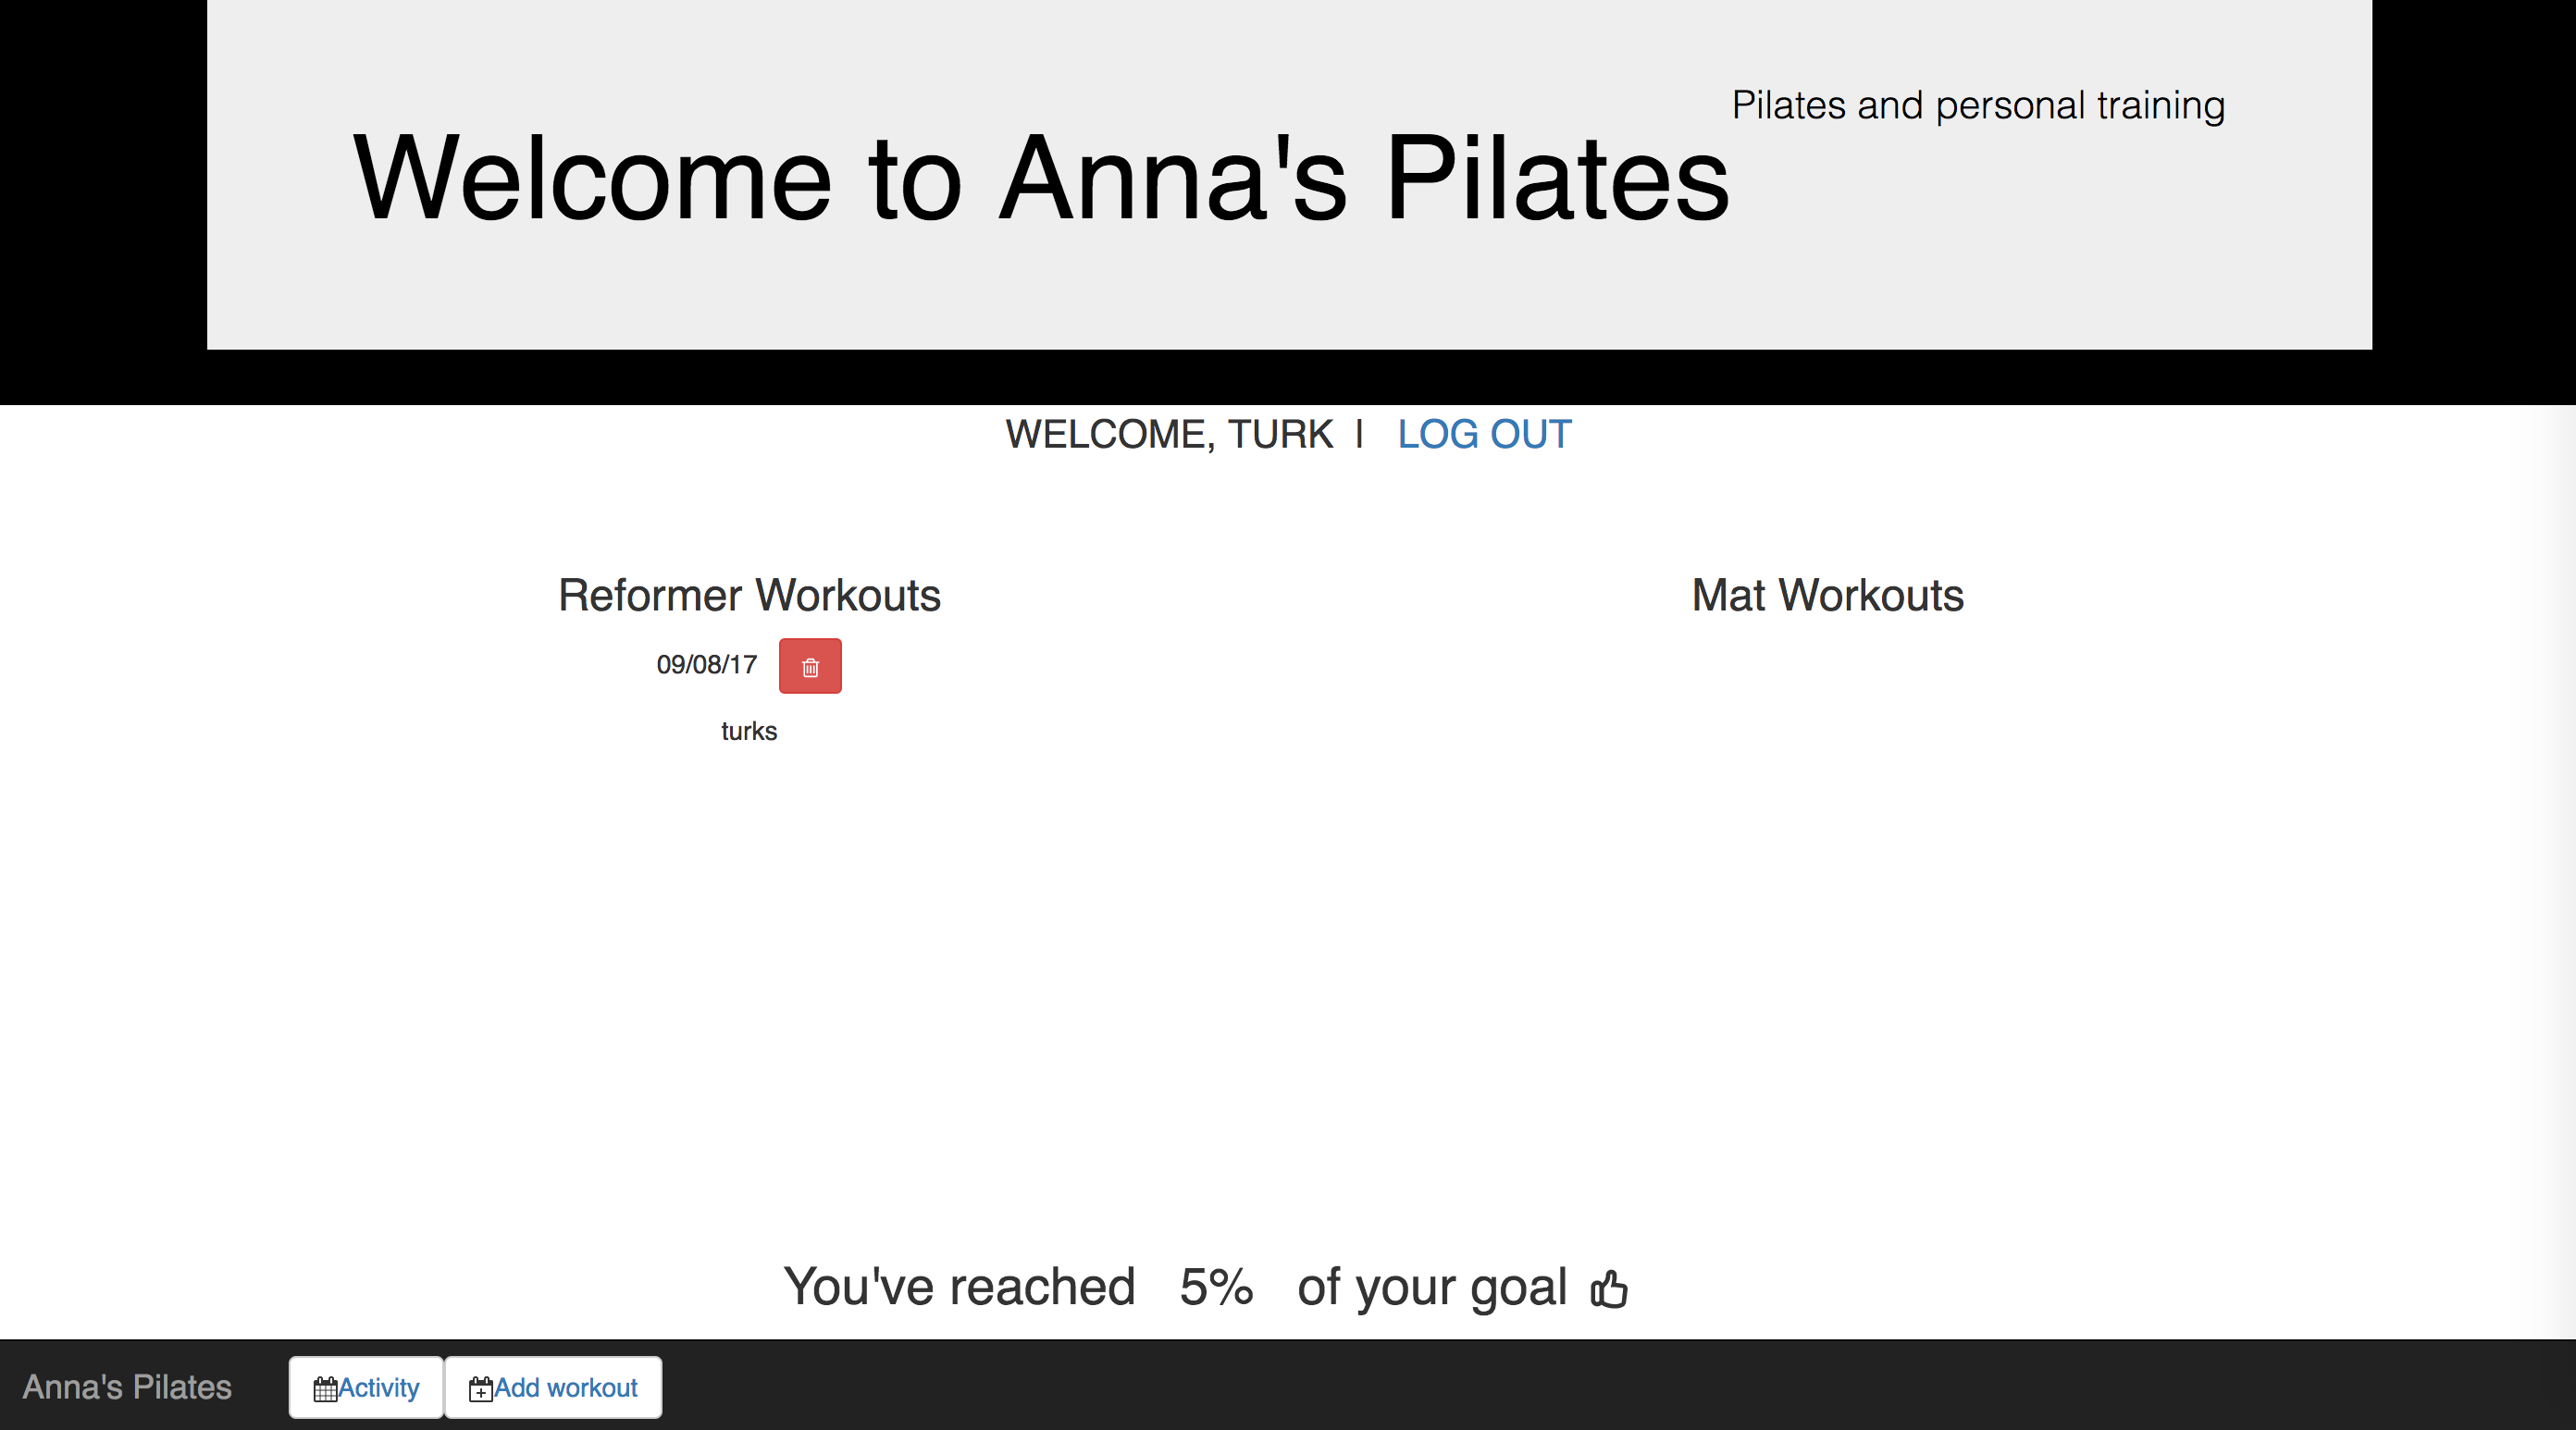 Pilates and personal training
Welcome to Anna's Pilates
WELCOME, TURK | LOG OUT
Reformer Workouts
09/08/17
turks
Mat Workouts
You've reached 5% of your goal
Anna's Pilates Activity Add workout